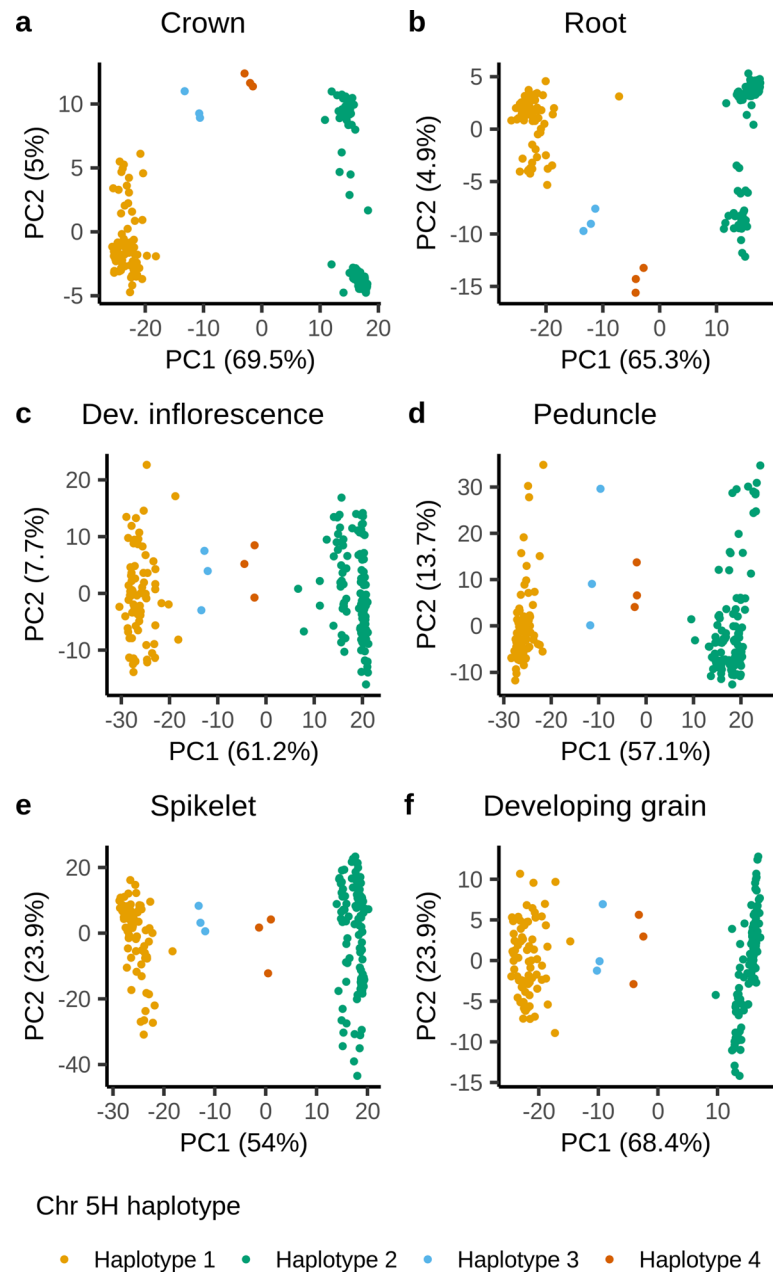 a Crown
10
5
0
-5
PC2 (5%)
-20 -10 0 10 20
PC1 (69.5%)
b Root
5
0
-5
-10
-15
PC2 (4.9%)
-20 -10 0 10
PC1 (65.3%)
c Dev. inflorescence
20
10
0
-10
PC2 (7.7%)
-30 -20 -10 0 10 20
PC1 (61.2%)
d Peduncle
30
20
10
0
-10
PC2 (13.7%)
-30 -20 -10 0 10 20
PC1 (57.1%)
e Spikelet
20
0
-20
-40
PC2 (23.9%)
-30 -20 -10 0 10 20
PC1 (54%)
f Developing grain
10
5
0
-5
-10
-15
PC2 (23.9%)
-20 -10 0 10
PC1 (68.4%)
Chr 5H haplotype
Haplotype 1 Haplotype 2 Haplotype 3 Haplotype 4